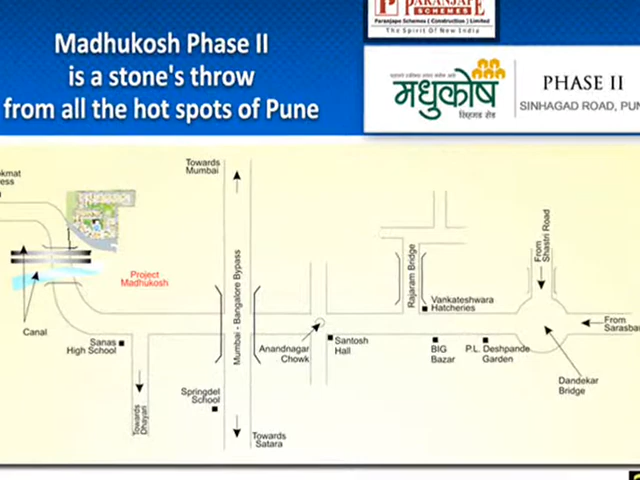 PARANJAPE
SCHEMES
Paranjape Schemes ( Construction ) Limited
The Spirit Of New India
Madhukosh Phase II
is a stone's throw
from all the hot spots of Pune
मधुकोष
सिंहगड रोड
PHASE II
SINHAGAD ROAD, PUN
Towards
Mumbai
Project
Madhukosh
Mumbai - Bangalore Bypass
Rajaram Bridge
From
Shastri Road
Vankateshwara
Hatcheries
From
Sarasba
Canal
Sanas
High School
Anandnagar
Chowk
Santosh
Hall
BIG
Bazar
P.L. Deshpande
Garden
Dandekar
Bridge
Springdel
School
Towards
Dhayari
Towards
Satara